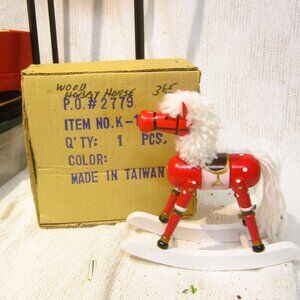 WOOD
HOBBY HORSE 365
P.O.#2779
ITEM NO.K-1
Q'TY: 1 PCS.
COLOR:
MADE IN TAIWAN